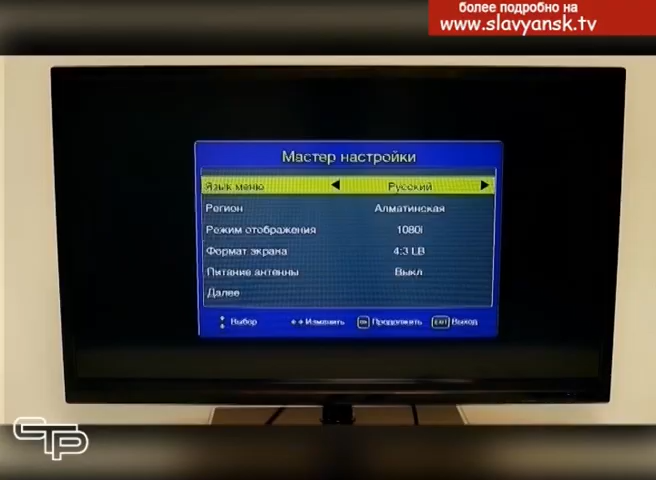 более подробно на
www.slavyansk.tv
Мастер настройки
Язык меню Русский
Регион Алматинская
Режим отображения 1080i
Формат экрана 4:3 LB
Питание антенны Выкл
Далее
Выбор Изменить OK Продолжить EXIT Выход
СТР